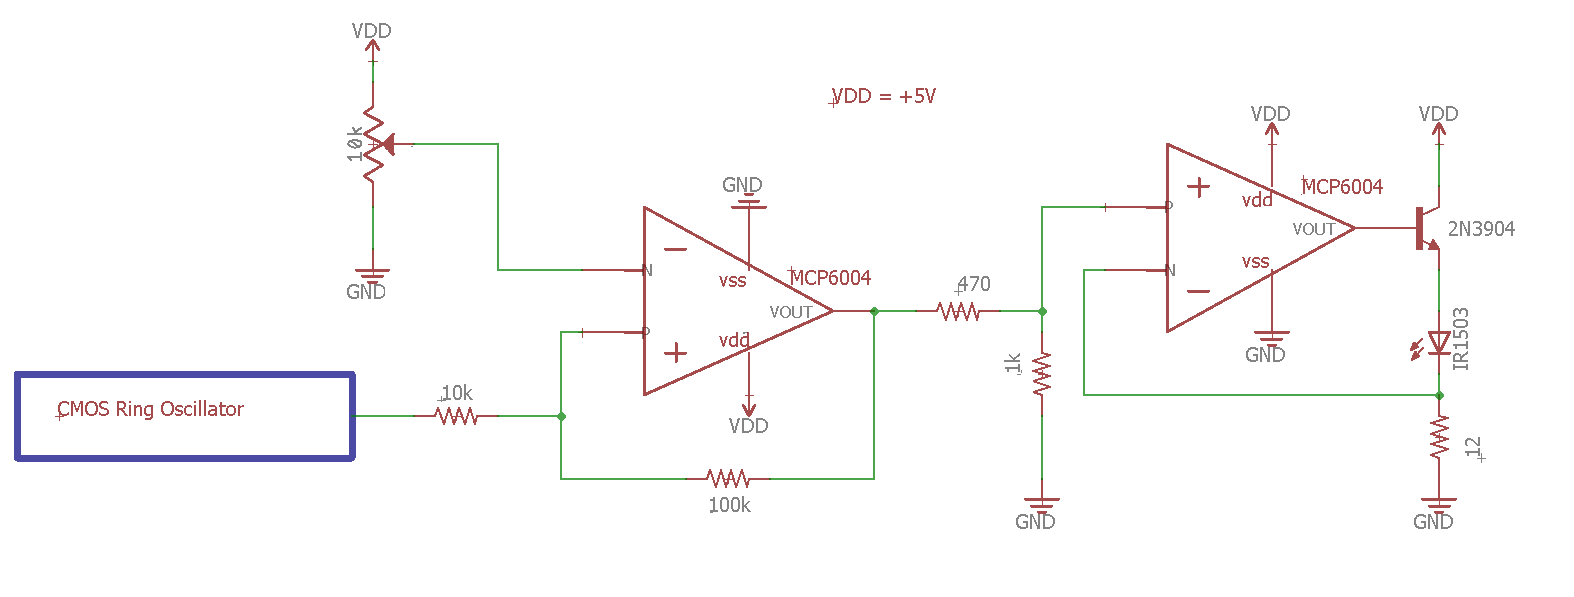 VDD
VDD = +5V
10k
GND
GND
vss
MCP6004
N
VOUT
P
vdd
VDD
CMOS Ring Oscillator
10k
100k
470
1k
GND
VDD
vdd
MCP6004
P
VOUT
N
vss
GND
VDD
2N3904
IR1503
12
GND